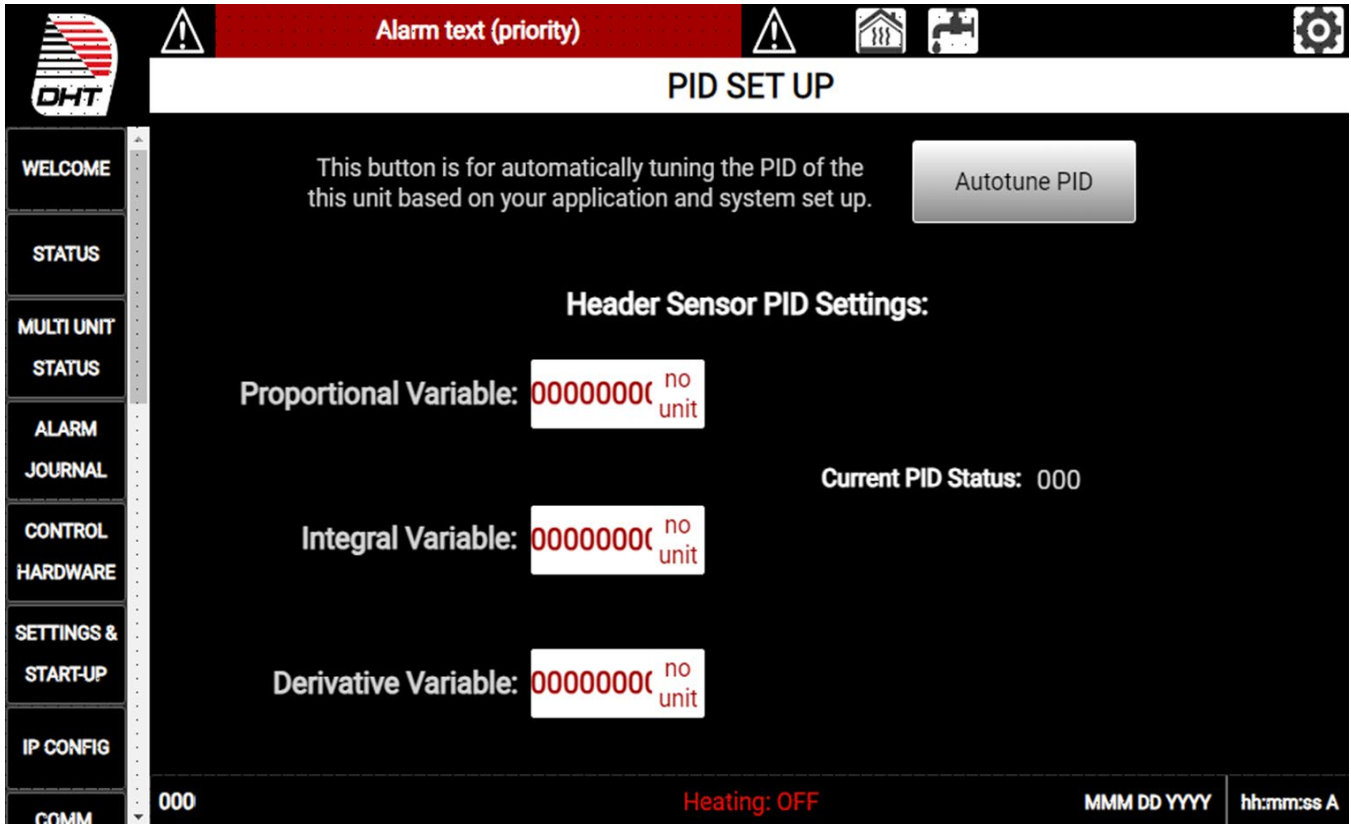 DHT
Alarm text (priority)
PID SET UP
WELCOME
STATUS
MULTI UNIT
STATUS
ALARM
JOURNAL
CONTROL
HARDWARE
SETTINGS &
START-UP
IP CONFIG
COMM
This button is for automatically tuning the PID of the
this unit based on your application and system set up.
Autotune PID
Header Sensor PID Settings:
Proportional Variable: 0000000 no
unit
Current PID Status: 000
Integral Variable: 0000000 no
unit
Derivative Variable: 0000000 no
unit
000 Heating: OFF MMM DD YYYY hh:mm:ss A